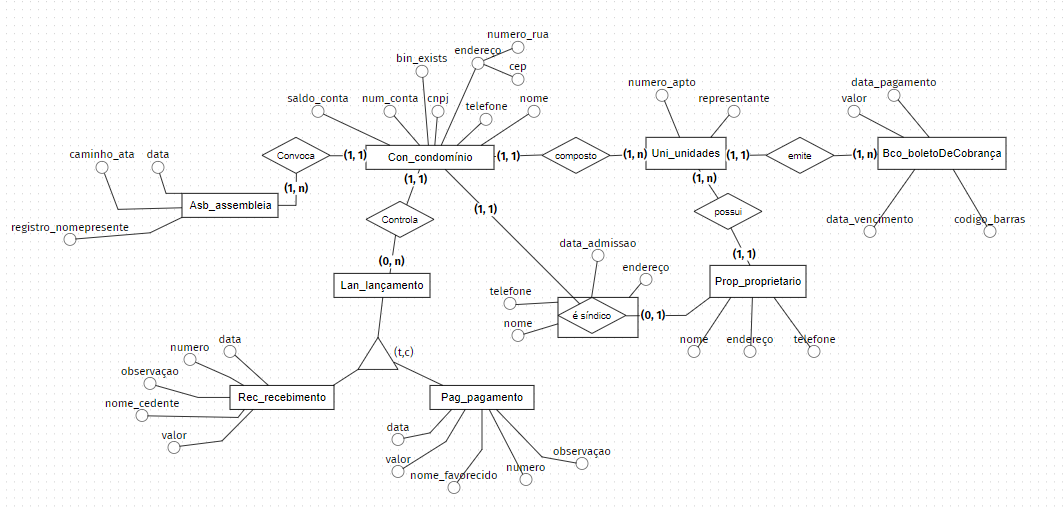 numero_rua
endereço
bin_exists
cep
saldo_conta
num_conta
cnpj
telefone
nome
numero_apto
representante
data_pagamento
valor
caminho_ata
data
Convoca
(1, 1)
Con_condomínio
(1, 1)
composto
(1, n)
Uni_unidades
(1, 1)
emite
(1, n)
Bco_boletoDeCobrança
(1, n)
(1, 1)
(1, n)
Asb_assembleia
registro_nomepresente
Controla
(1, 1)
possui
data_vençimento
codigo_barras
(0, n)
data_admissao
(1, 1)
endereço
Lan_lançamento
Prop_proprietario
telefone
nome
é síndico
(0, 1)
nome
endereço
telefone
(t,c)
data
numero
observaçao
nome_cedente
valor
Rec_recebimento
Pag_pagamento
data
valor
nome_favorecido
numero
observaçao